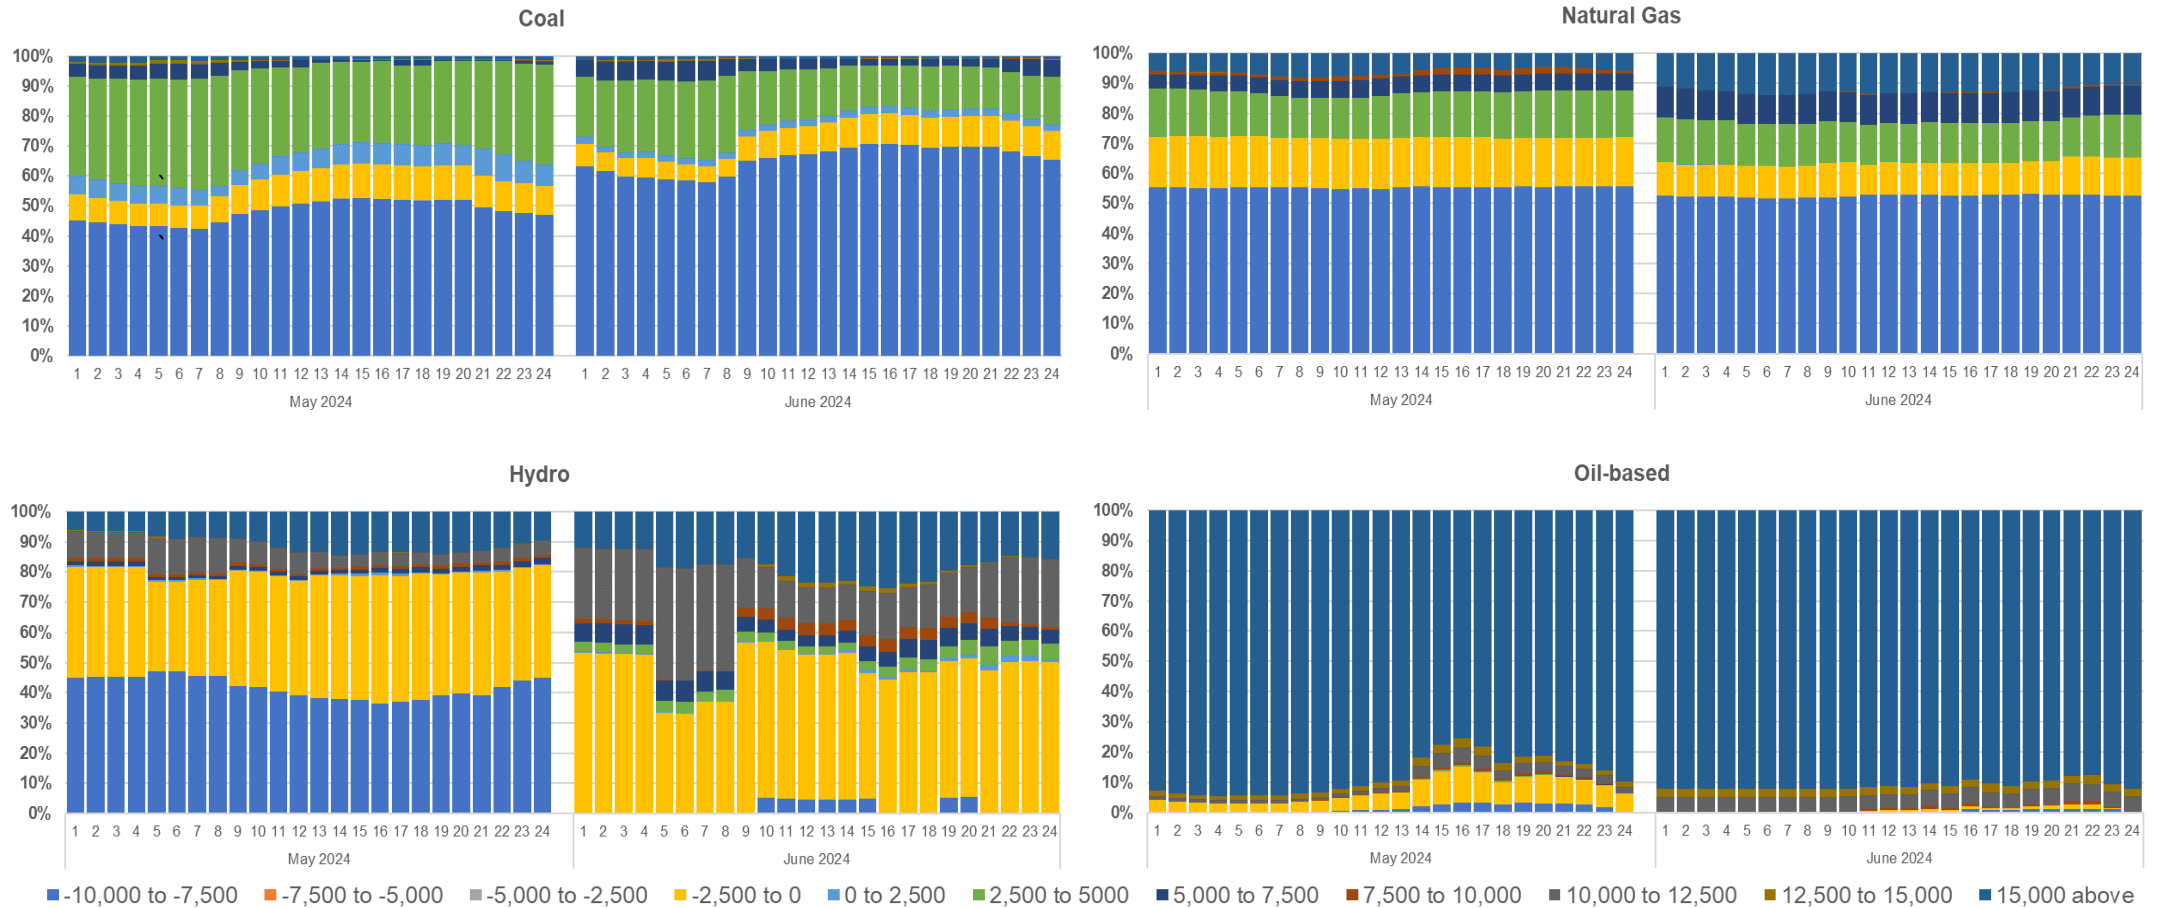 Coal
100%
90%
80%
70%
60%
50%
40%
30%
20%
10%
0%
1 2 3 4 5 6 7 8 9 10 11 12 13 14 15 16 17 18 19 20 21 22 23 24
1 2 3 4 5 6 7 8 9 10 11 12 13 14 15 16 17 18 19 20 21 22 23 24
May 2024
June 2024
Natural Gas
100%
90%
80%
70%
60%
50%
40%
30%
20%
10%
0%
1 2 3 4 5 6 7 8 9 10 11 12 13 14 15 16 17 18 19 20 21 22 23 24
1 2 3 4 5 6 7 8 9 10 11 12 13 14 15 16 17 18 19 20 21 22 23 24
May 2024
June 2024
Hydro
100%
90%
80%
70%
60%
50%
40%
30%
20%
10%
0%
1 2 3 4 5 6 7 8 9 10 11 12 13 14 15 16 17 18 19 20 21 22 23 24
1 2 3 4 5 6 7 8 9 10 11 12 13 14 15 16 17 18 19 20 21 22 23 24
May 2024
June 2024
Oil-based
100%
90%
80%
70%
60%
50%
40%
30%
20%
10%
0%
1 2 3 4 5 6 7 8 9 10 11 12 13 14 15 16 17 18 19 20 21 22 23 24
1 2 3 4 5 6 7 8 9 10 11 12 13 14 15 16 17 18 19 20 21 22 23 24
May 2024
June 2024
-10,000 to -7,500
-7,500 to -5,000
-5,000 to -2,500
-2,500 to 0
0 to 2,500
2,500 to 5000
5,000 to 7,500
7,500 to 10,000
10,000 to 12,500
12,500 to 15,000
15,000 above